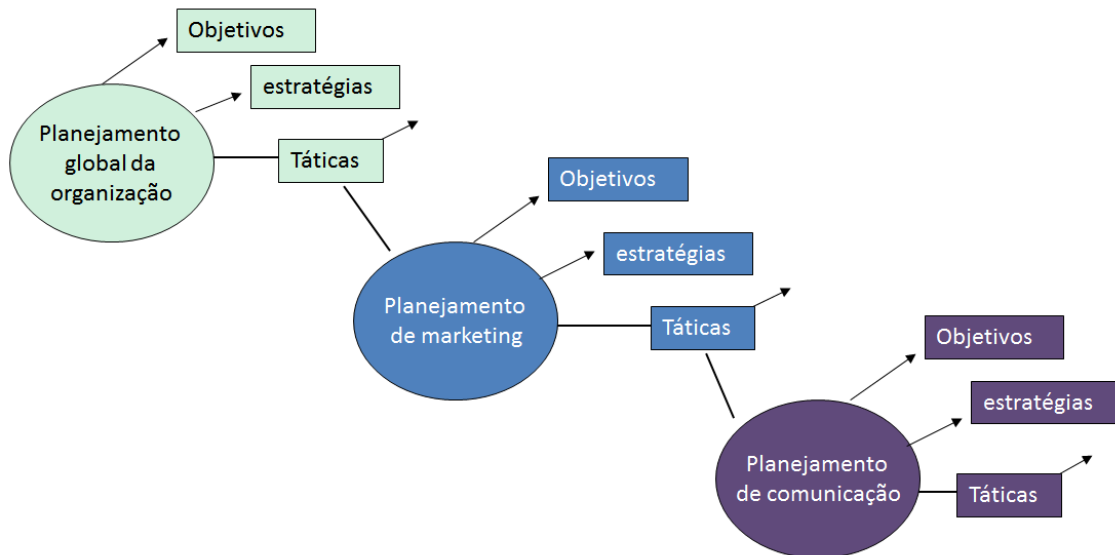 Objetivos
estratégias
Planejamento
global da
organização
Táticas
Objetivos
estratégias
Planejamento
de marketing
Táticas
Objetivos
estratégias
Planejamento
de comunicação
Táticas